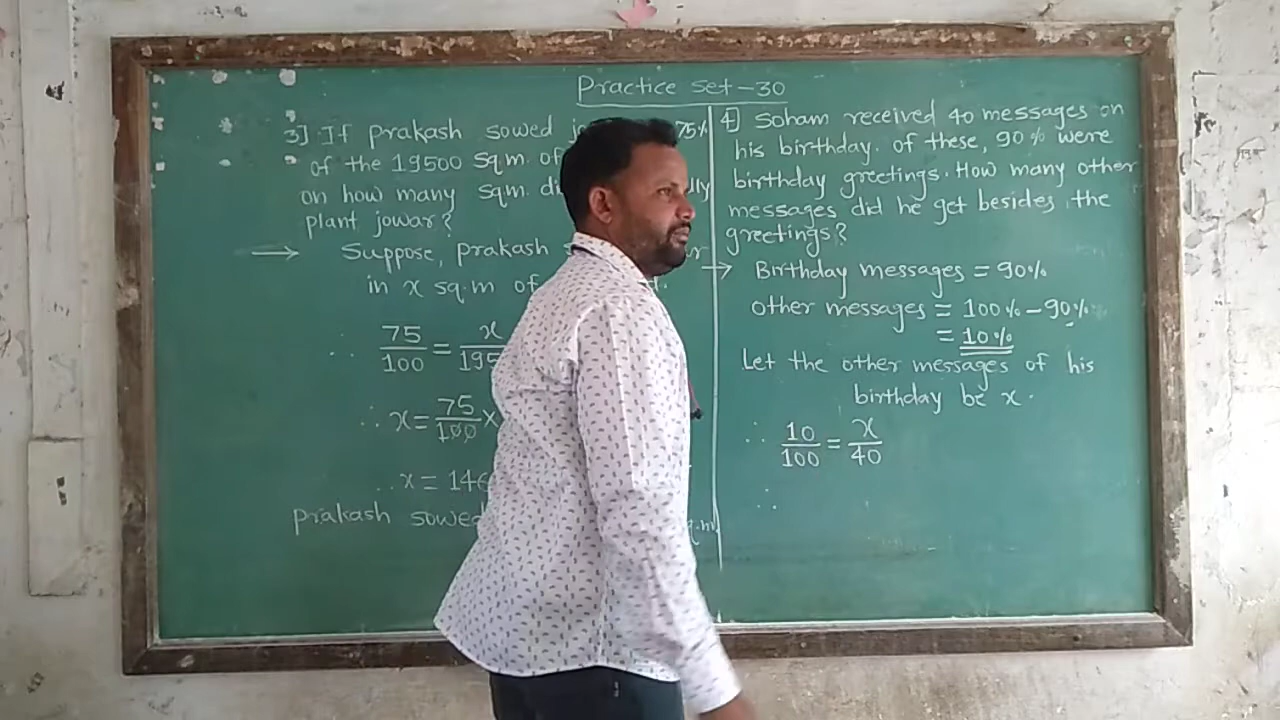 Practice Set - 30
3] If prakash sowed 75%
of the 19500 Sq.m. of
on how many sq.m.
plant jowar?
→ Suppose, prakash
in x sq.m of
∴ 75/100 = x/
∴ x = 75/100 ×
∴ x =
prakash sowed
4] Soham received 40 messages on
his birthday. Of these, 90% were
birthday greetings. How many other
messages did he get besides the
greetings?
→ Birthday messages = 90%
other messages = 100% - 90%
= 10%
Let the other messages of his
birthday be x.
∴ 10/100 = x/40
∴